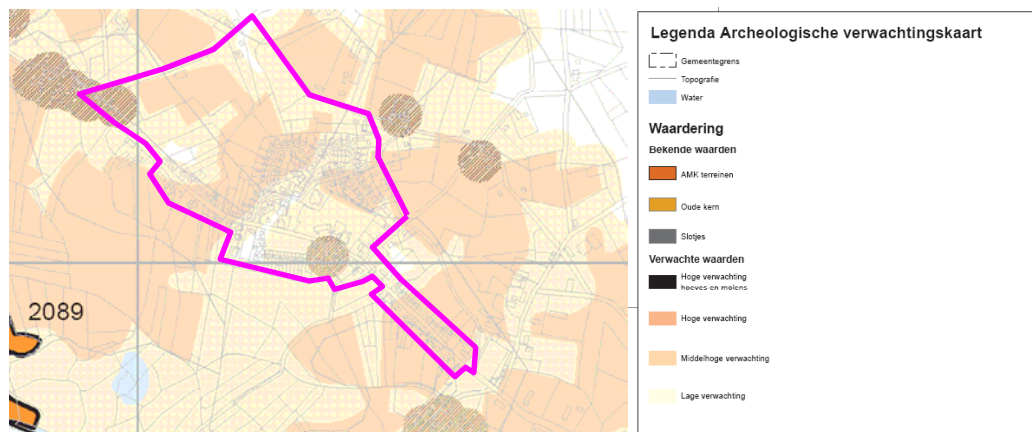 2089
Legenda Archeologische verwachtingskaart
Gemeentegrens
Topografie
Water
Waardering
Bekende waarden
AMK terreinen
Oude kern
Slotjes
Verwachte waarden
Hoge verwachting
hoeves en molens
Hoge verwachting
Middelhoge verwachting
Lage verwachting